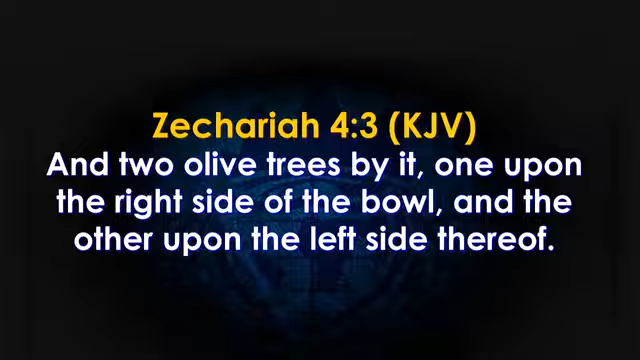 Zechariah 4:3 (KJV)
And two olive trees by it, one upon
the right side of the bowl, and the
other upon the left side thereof.